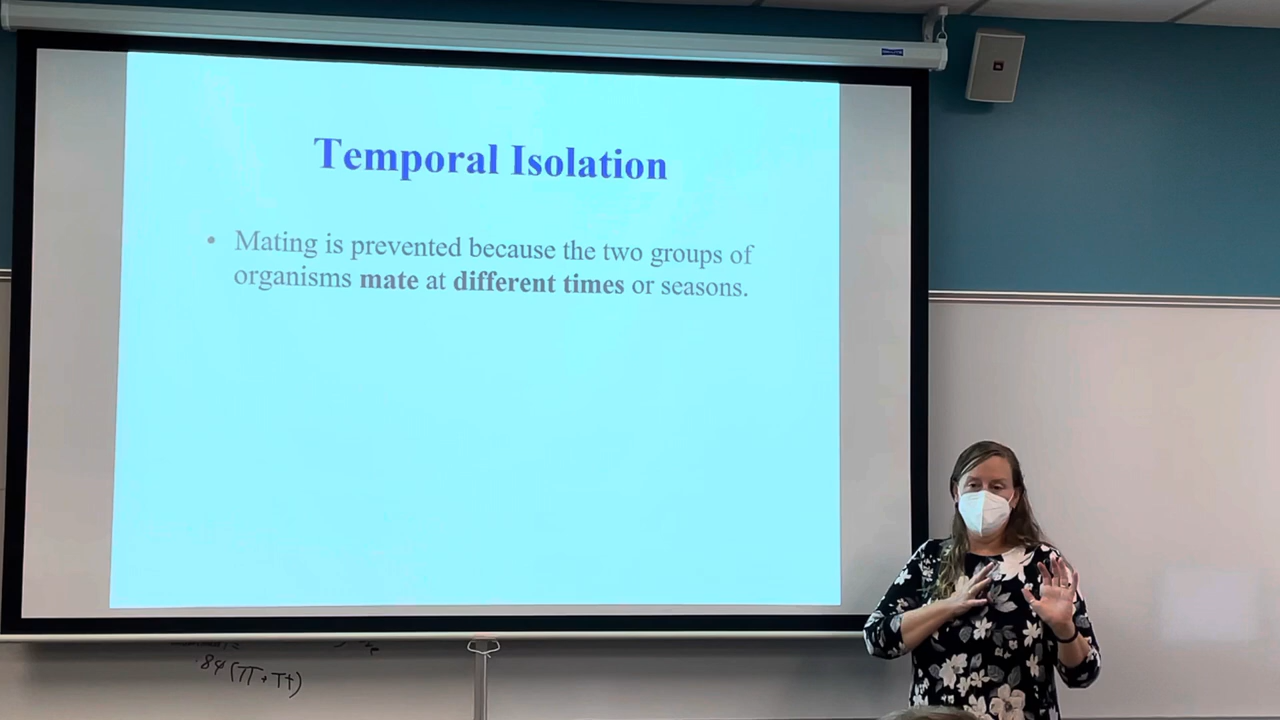 Temporal Isolation
• Mating is prevented because the two groups of
organisms mate at different times or seasons.
.84 (TT + Tt)